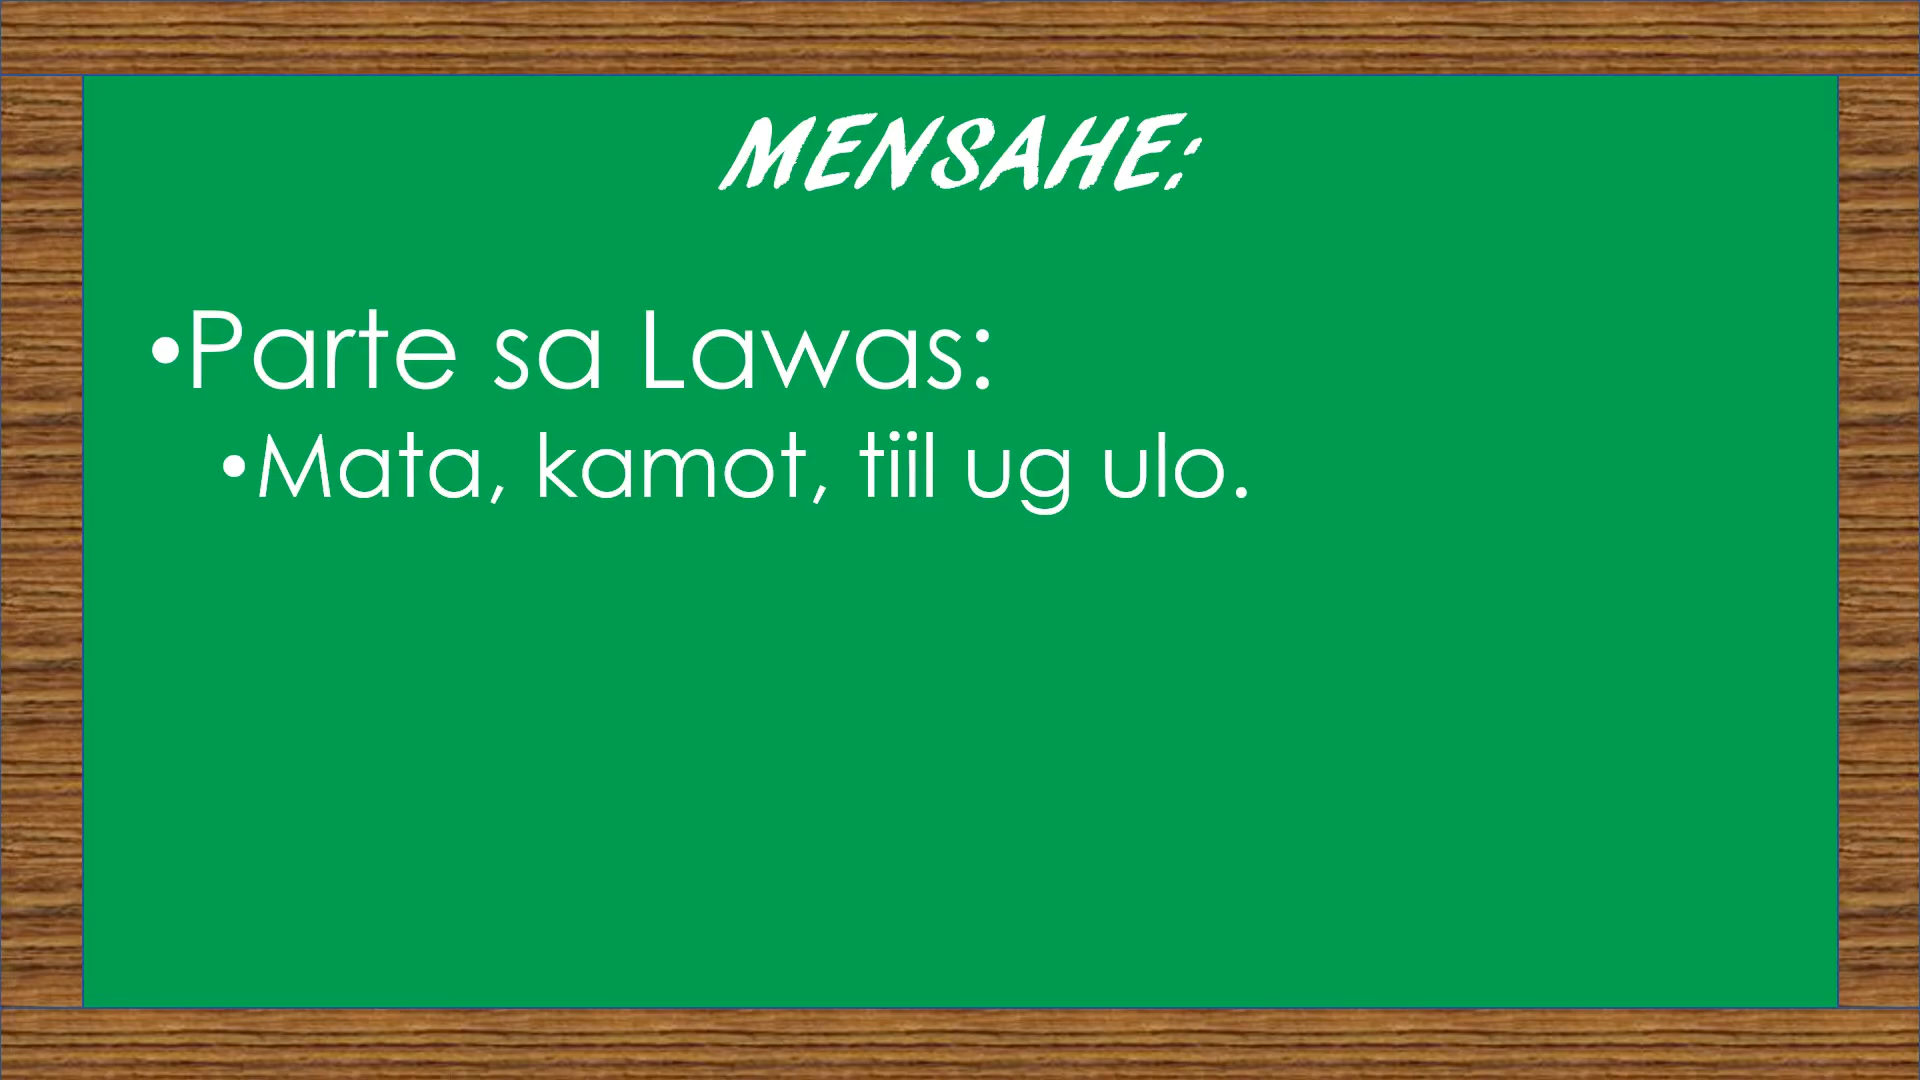 MENSAHE:
•Parte sa Lawas:
•Mata, kamot, tiil ug ulo.